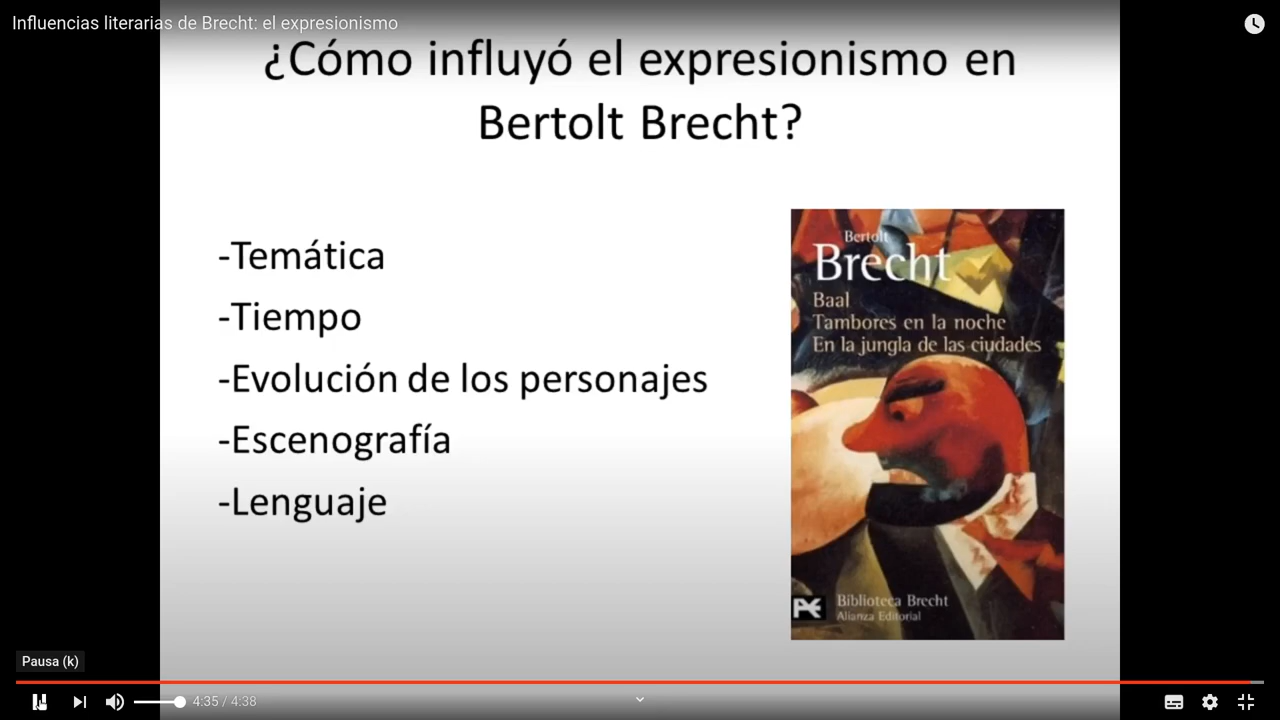 Influencias literarias de Brecht: el expresionismo
¿Cómo influyó el expresionismo en
Bertolt Brecht?
-Temática
-Tiempo
-Evolución de los personajes
-Escenografía
-Lenguaje
Bertolt
Brecht
Baal
Tambores en la noche
En la jungla de las ciudades
Biblioteca Brecht
Alianza Editorial
Pausa (k)
4:35 / 4:38